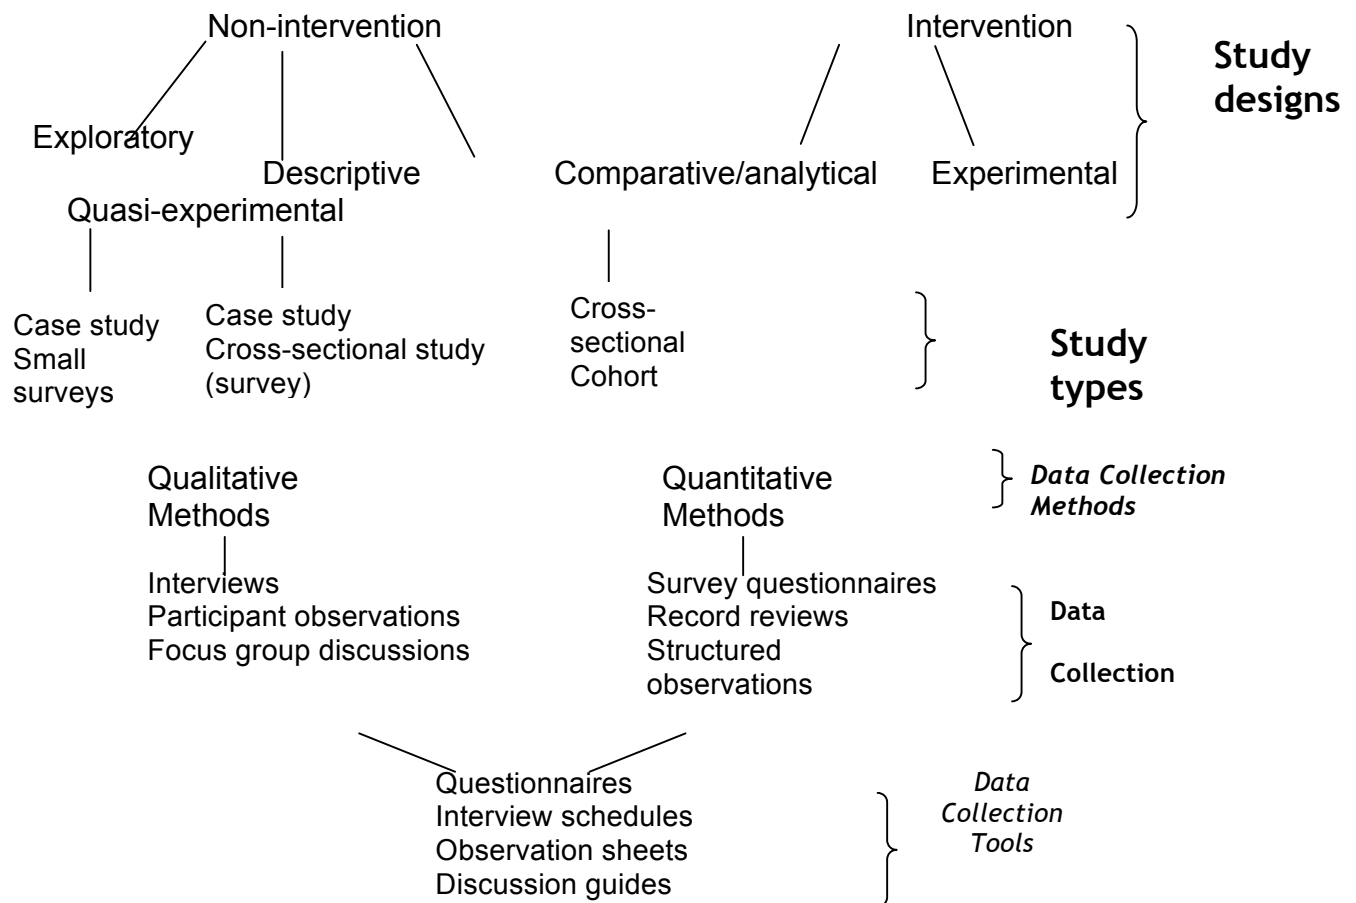 Non-intervention
Intervention
Study
designs
Exploratory
Descriptive
Comparative/analytical
Experimental
Quasi-experimental
Case study
Small
surveys
Case study
Cross-sectional study
(survey)
Cross-
sectional
Cohort
Study
types
Qualitative
Methods
Quantitative
Methods
Data Collection
Methods
Interviews
Participant observations
Focus group discussions
Survey questionnaires
Record reviews
Structured
observations
Data
Collection
Questionnaires
Interview schedules
Observation sheets
Discussion guides
Data
Collection
Tools